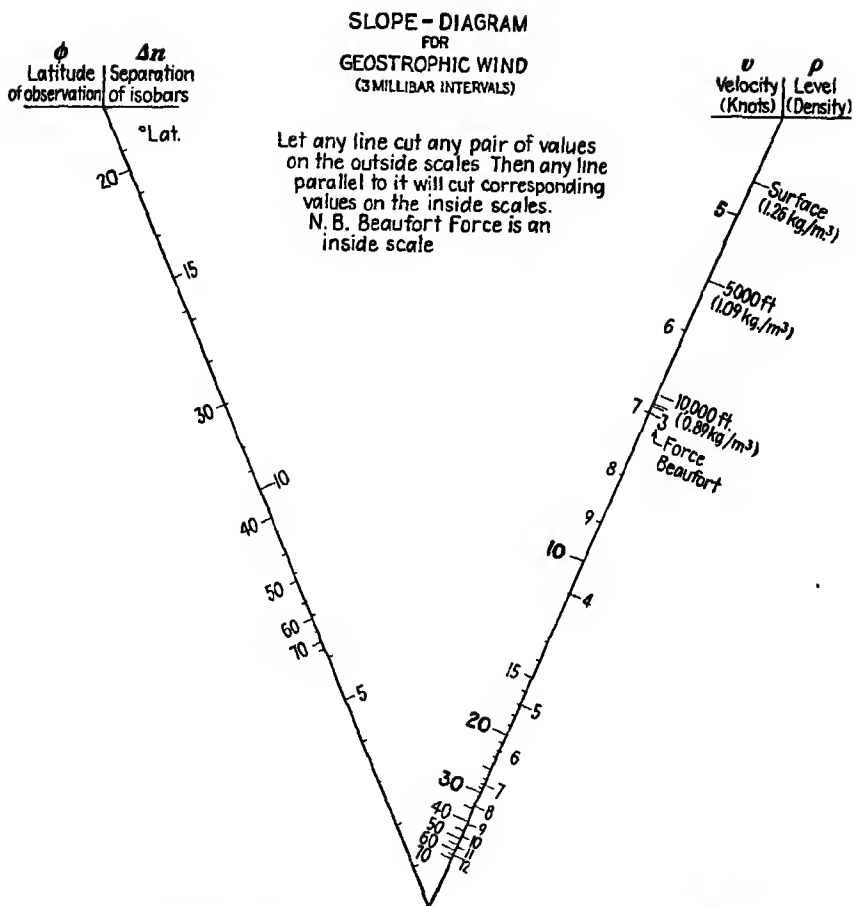 SLOPE-DIAGRAM
FOR
GEOSTROPHIC WIND
(3 MILLIBAR INTERVALS)
ϕ
Latitude
of observation
Δn
Separation
of isobars
υ
Velocity
(Knots)
ρ
Level
(Density)
°Lat.
Let any line cut any pair of values
on the outside scales Then any line
parallel to it will cut corresponding
values on the inside scales.
N.B. Beaufort Force is an
inside scale
20
30
40
50
60
70
15
10
5
5
6
7
8
9
10
15
20
30
40
50
60
70
Surface
(1.26 kg/m.³)
5000 ft
(1.09 kg./m³)
10,000 ft.
(0.89 kg/m³)
3
Force
Beaufort
4
5
6
7
8
9
10
11
12